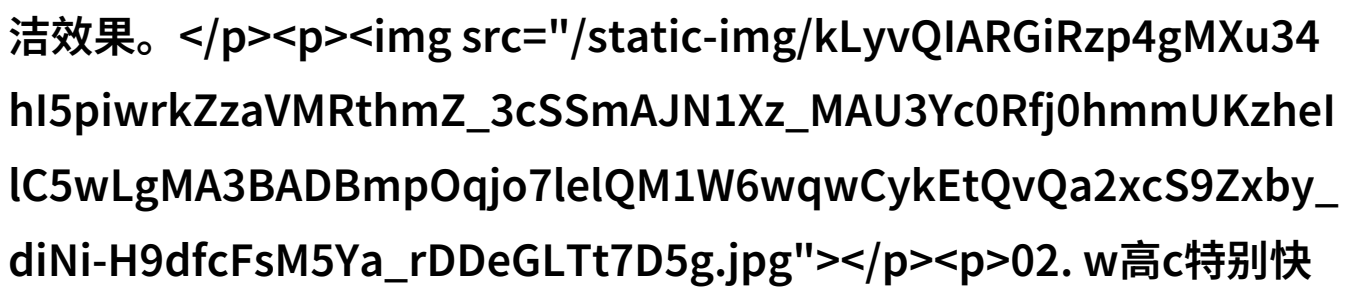 洁效果。</p><p><img src="/static-img/kLyvQIARGiRzp4gMXu34
hI5piwrkZzaVMRthmZ_3cSSmAJN1Xz_MAU3Yc0Rfj0hmmUKzheI
lC5wLgMA3BADBmpOqjo7lelQM1W6wqwCykEtQvQa2xcS9Zxby_
diNi-H9dfcFsM5Ya_rDDeGLTt7D5g.jpg"></p><p>02. w高c特别快